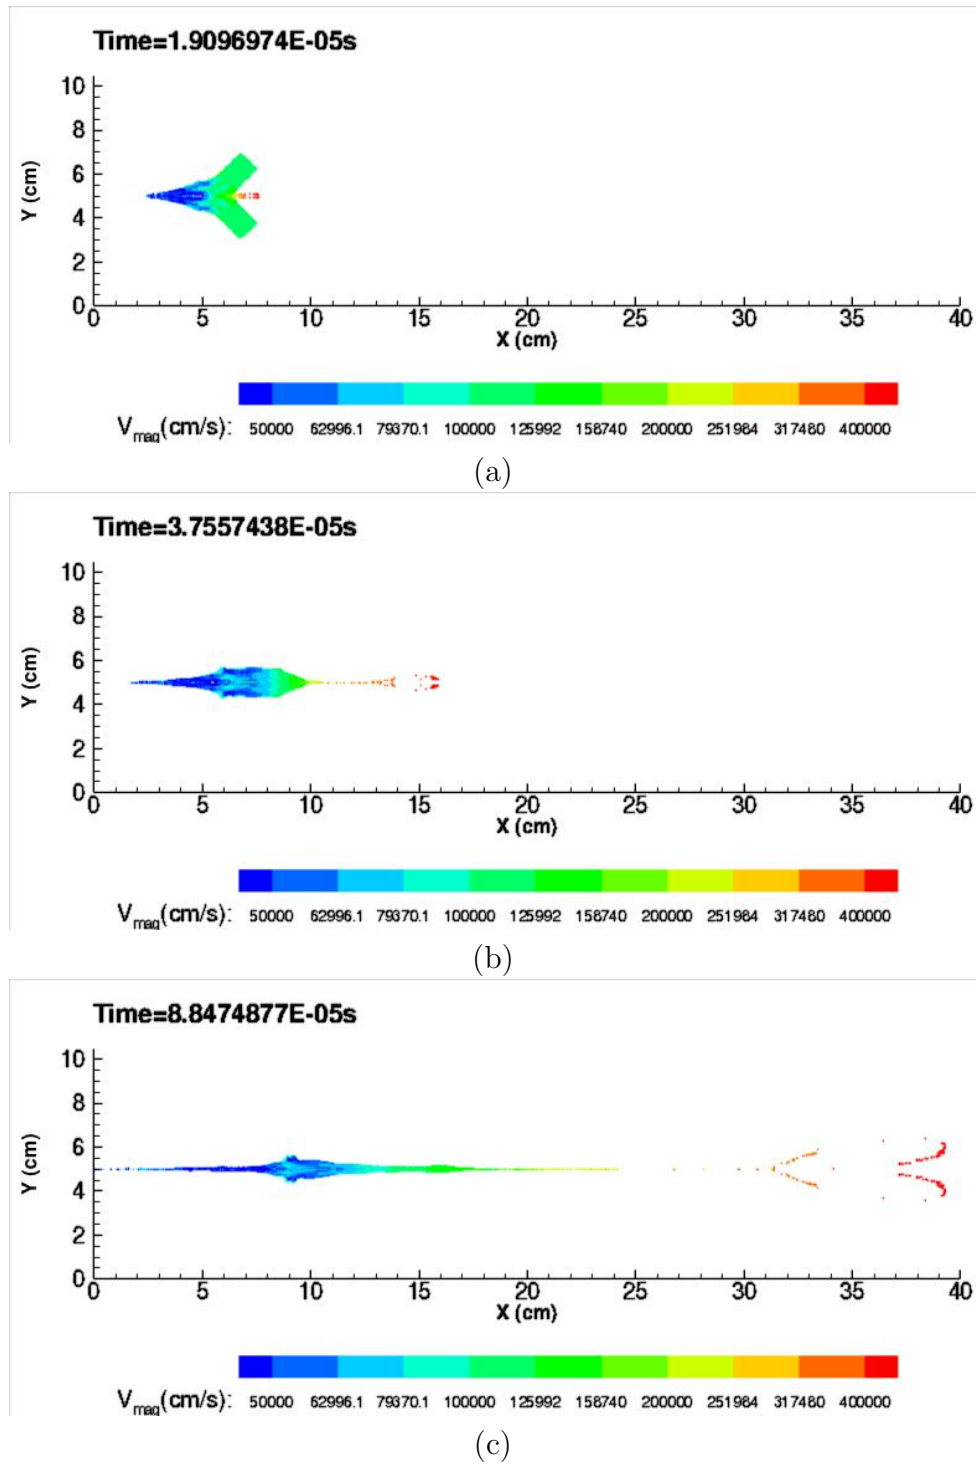 Time=1.9096974E-05s
10
8
6
4
2
0
Y (cm)
0 5 10 15 20 25 30 35 40
X (cm)
Vmag(cm/s): 50000 62996.1 79370.1 100000 125992 158740 200000 251984 317480 400000
(a)
Time=3.7557438E-05s
10
8
6
4
2
0
Y (cm)
0 5 10 15 20 25 30 35 40
X (cm)
Vmag(cm/s): 50000 62996.1 79370.1 100000 125992 158740 200000 251984 317480 400000
(b)
Time=8.8474877E-05s
10
8
6
4
2
0
Y (cm)
0 5 10 15 20 25 30 35 40
X (cm)
Vmag(cm/s): 50000 62996.1 79370.1 100000 125992 158740 200000 251984 317480 400000
(c)